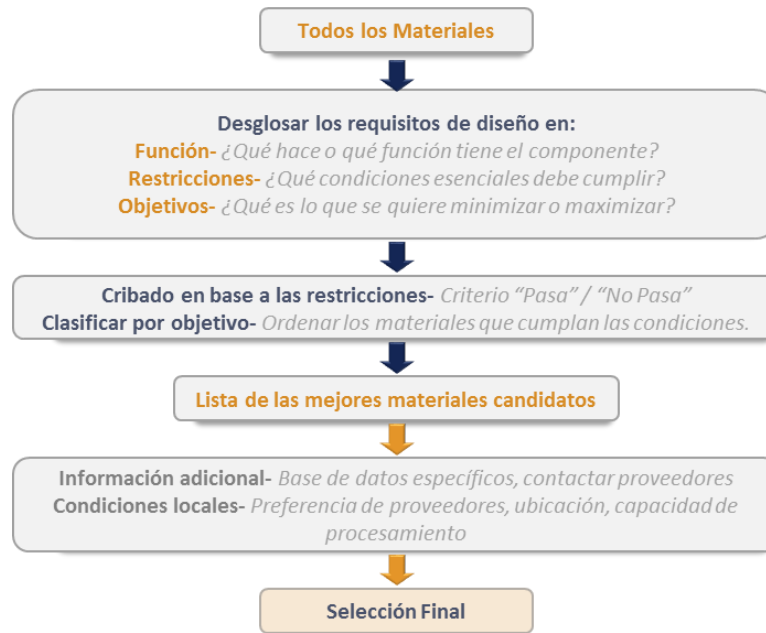 Todos los Materiales
Desglosar los requisitos de diseño en:
Función- ¿Qué hace o qué función tiene el componente?
Restricciones- ¿Qué condiciones esenciales debe cumplir?
Objetivos- ¿Qué es lo que se quiere minimizar o maximizar?
Cribado en base a las restricciones- Criterio “Pasa” / “No Pasa”
Clasificar por objetivo- Ordenar los materiales que cumplan las condiciones.
Lista de las mejores materiales candidatos
Información adicional- Base de datos específicos, contactar proveedores
Condiciones locales- Preferencia de proveedores, ubicación, capacidad de
procesamiento
Selección Final